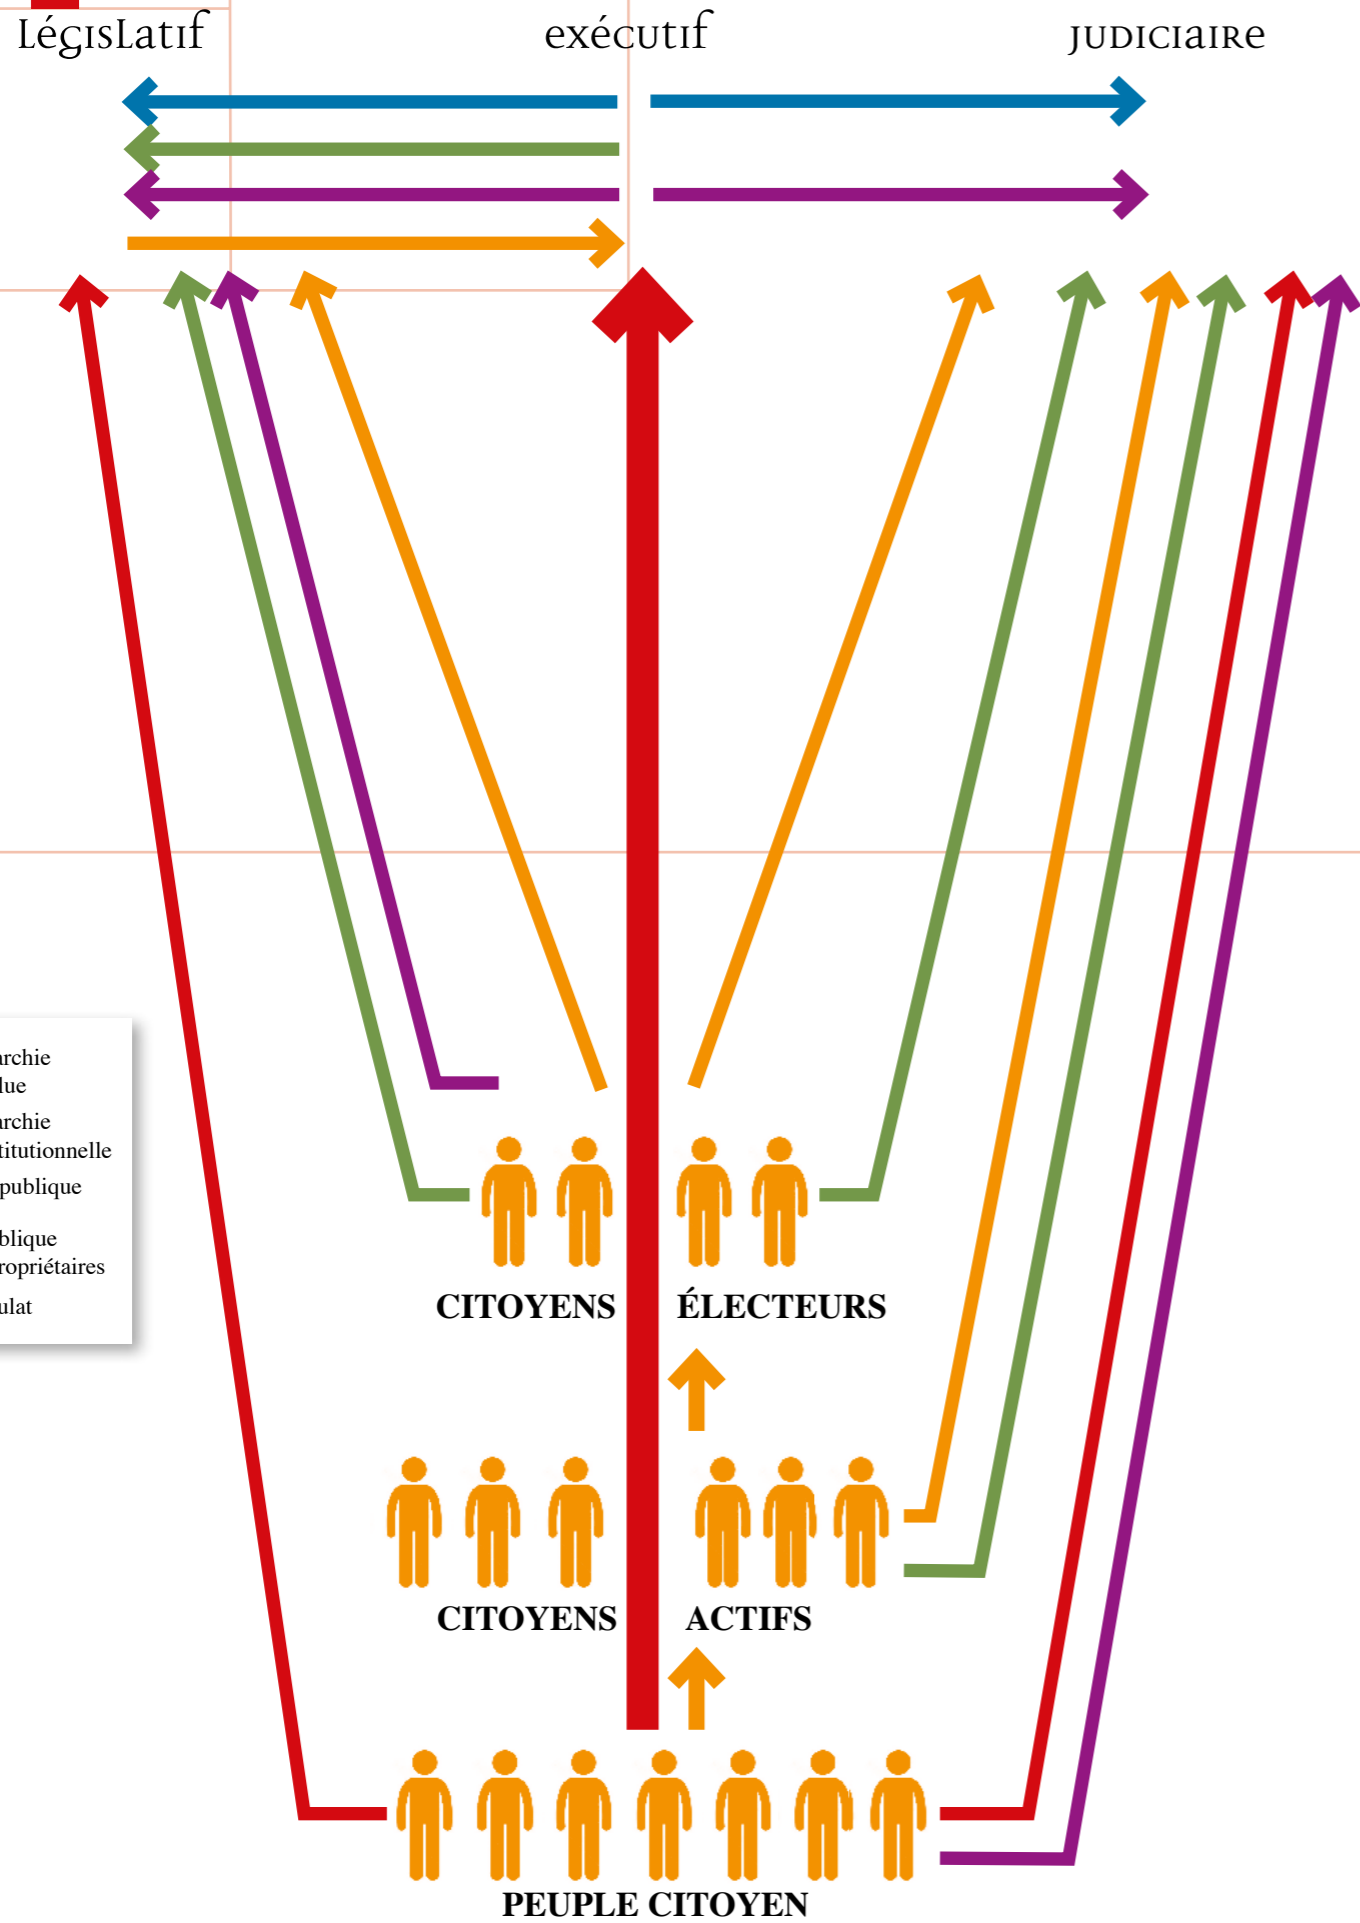 Législatif exécutif judiciaire
archie
lue
archie
titutionnelle
publique
blique
ropriétaires
ulat
CITOYENS ÉLECTEURS
CITOYENS ACTIFS
PEUPLE CITOYEN